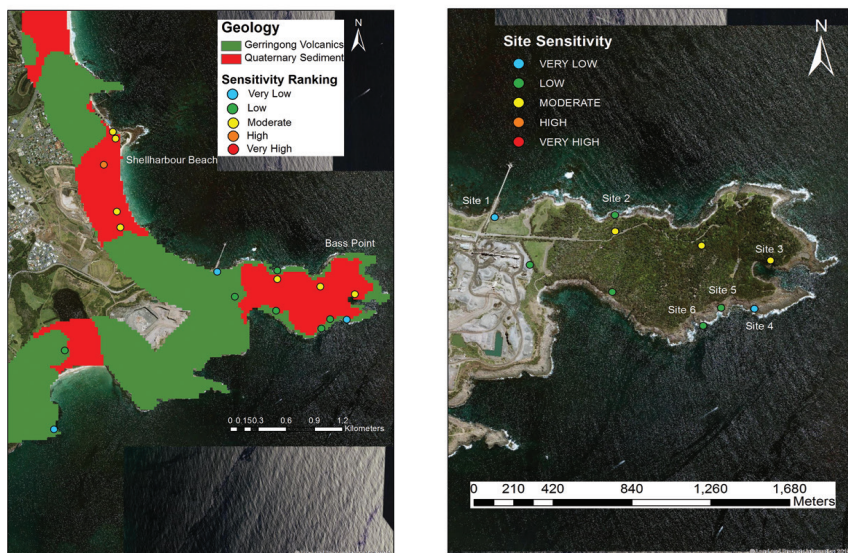 Geology
Gerringong Volcanics
Quaternary Sediment
Sensitivity Ranking
Very Low
Low
Moderate
High
Very High
N
Shellharbour Beach
Bass Point
0 0.15 0.3 0.6 0.9 1.2
Kilometers
Site Sensitivity
VERY LOW
LOW
MODERATE
HIGH
VERY HIGH
N
Site 1
Site 2
Site 3
Site 5
Site 6
Site 4
0 210 420 840 1,260 1,680
Meters